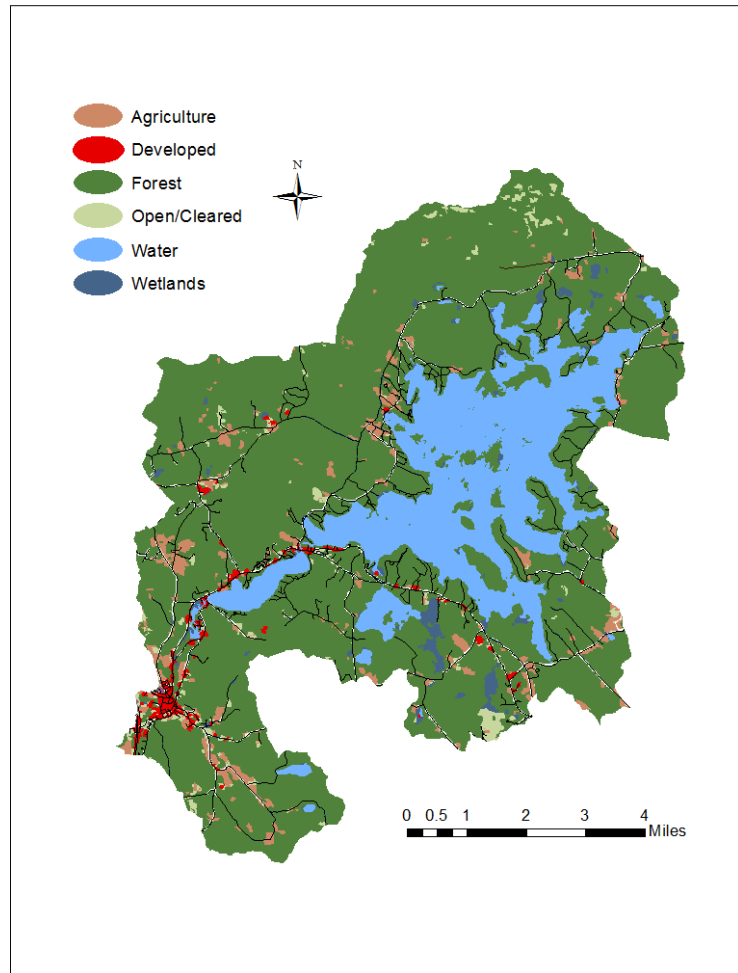 Agriculture
Developed
N
Forest
Open/Cleared
Water
Wetlands
0 0.5 1 2 3 4
Miles